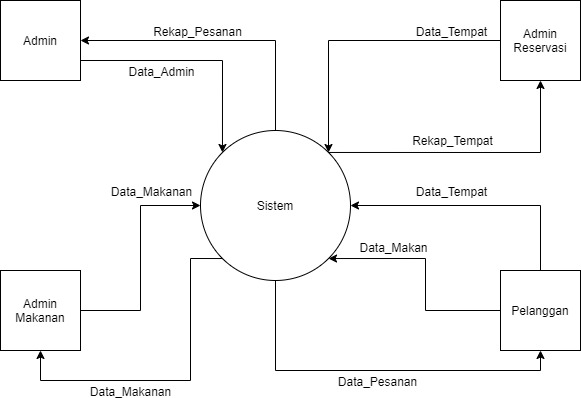 Admin
Rekap_Pesanan
Data_Admin
Data_Tempat
Admin
Reservasi
Rekap_Tempat
Data_Makanan
Sistem
Data_Tempat
Data_Makan
Admin
Makanan
Pelanggan
Data_Makanan
Data_Pesanan